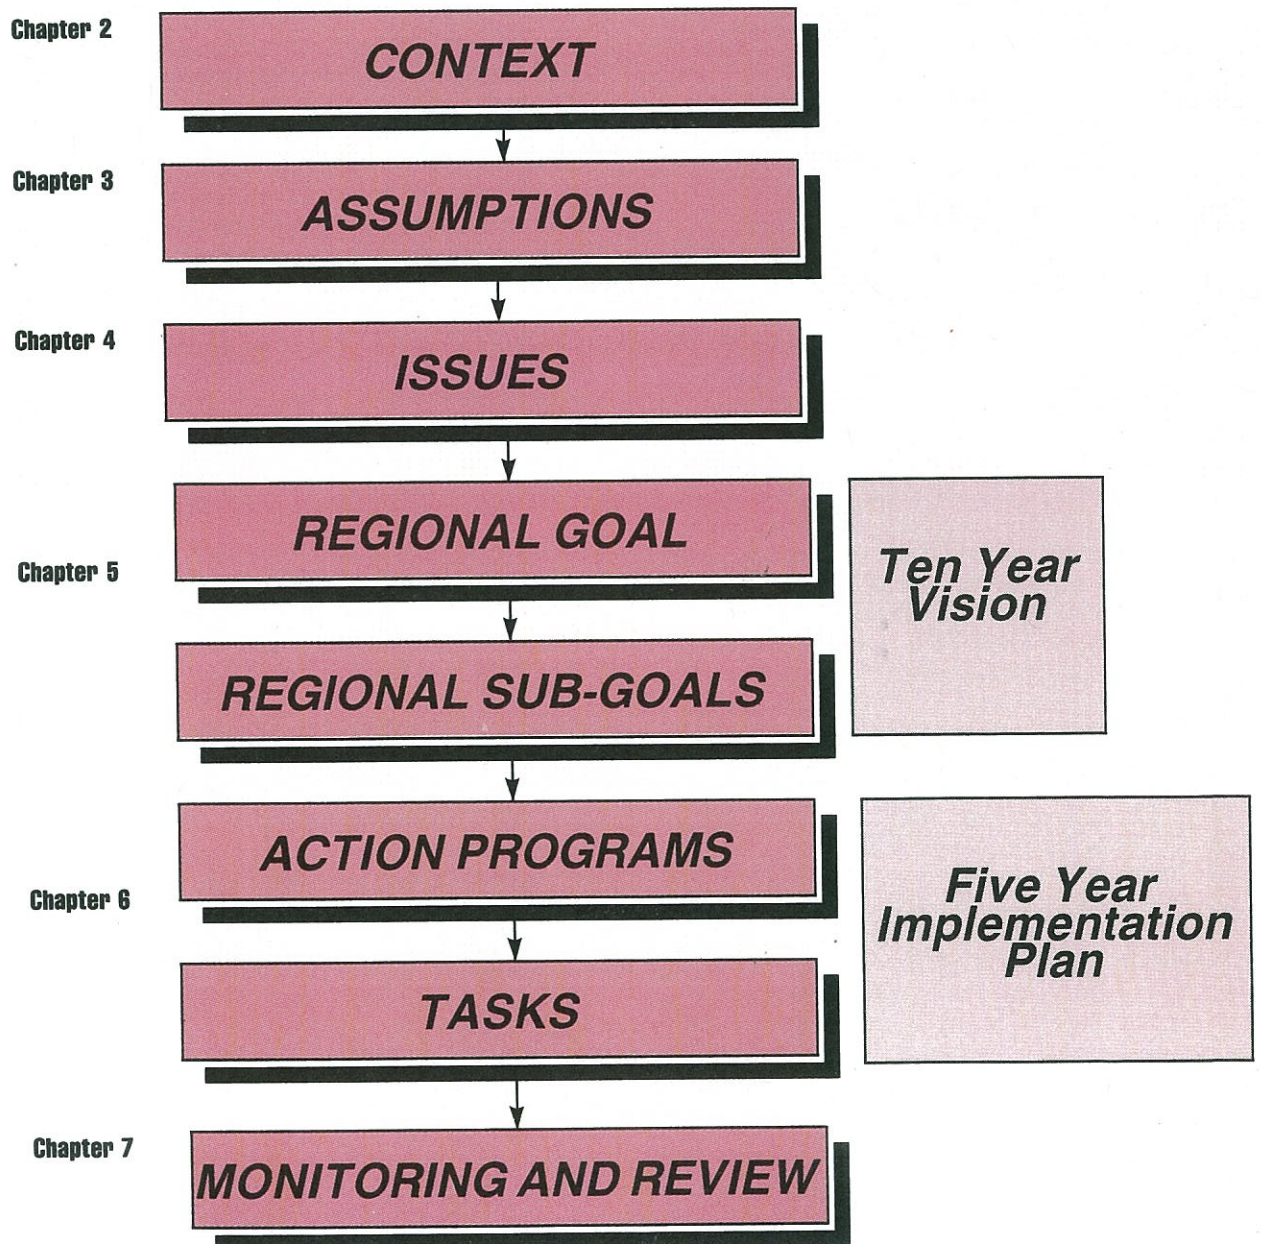 Chapter 2
CONTEXT
Chapter 3
ASSUMPTIONS
Chapter 4
ISSUES
Chapter 5
REGIONAL GOAL
REGIONAL SUB-GOALS
Ten Year
Vision
Chapter 6
ACTION PROGRAMS
TASKS
Five Year
Implementation
Plan
Chapter 7
MONITORING AND REVIEW